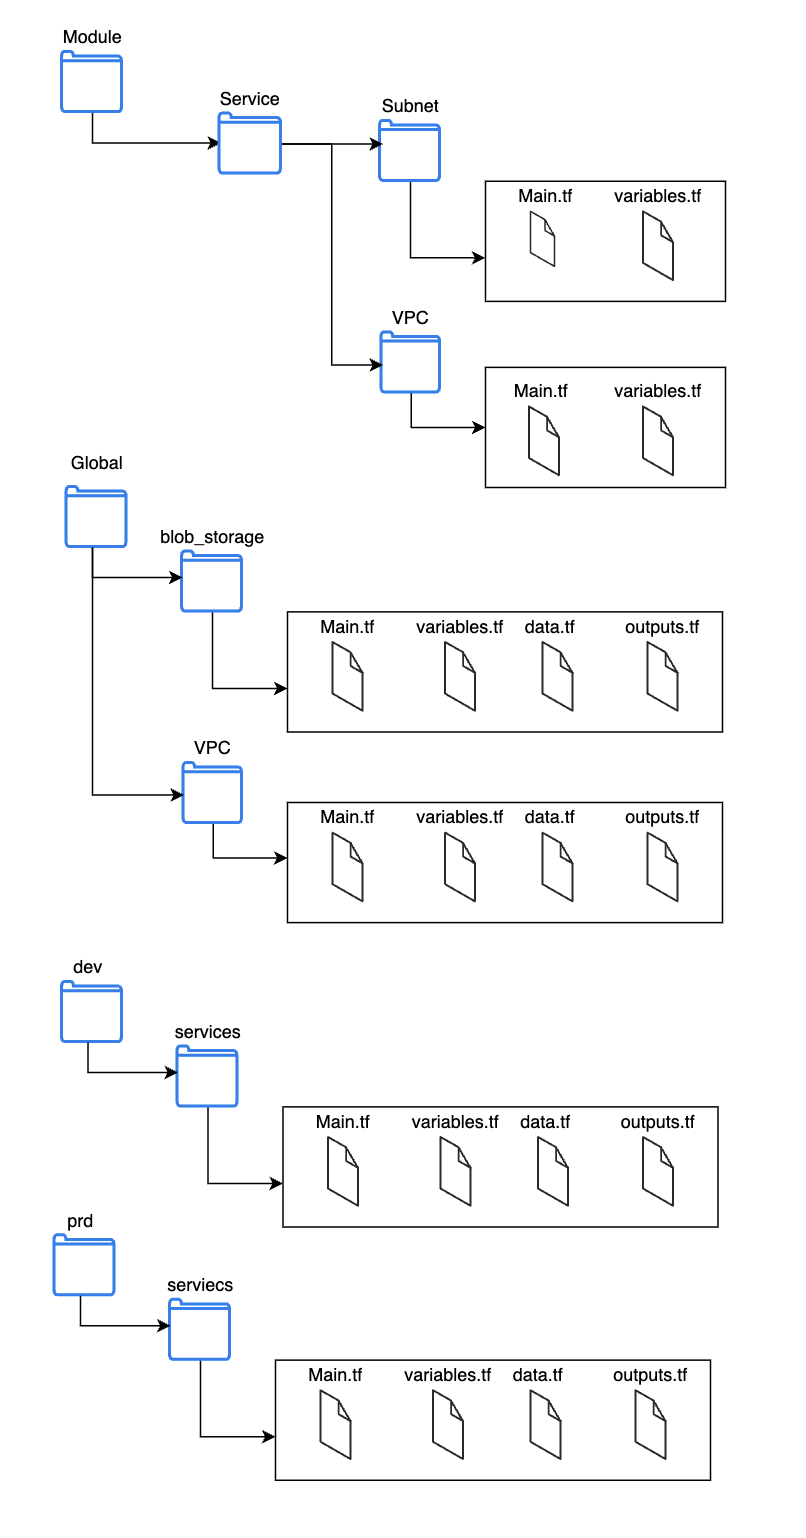 Module
Service
Subnet
Main.tf variables.tf
VPC
Main.tf variables.tf
Global
blob_storage
Main.tf variables.tf data.tf outputs.tf
VPC
Main.tf variables.tf data.tf outputs.tf
dev
services
Main.tf variables.tf data.tf outputs.tf
prd
serviecs
Main.tf variables.tf data.tf outputs.tf